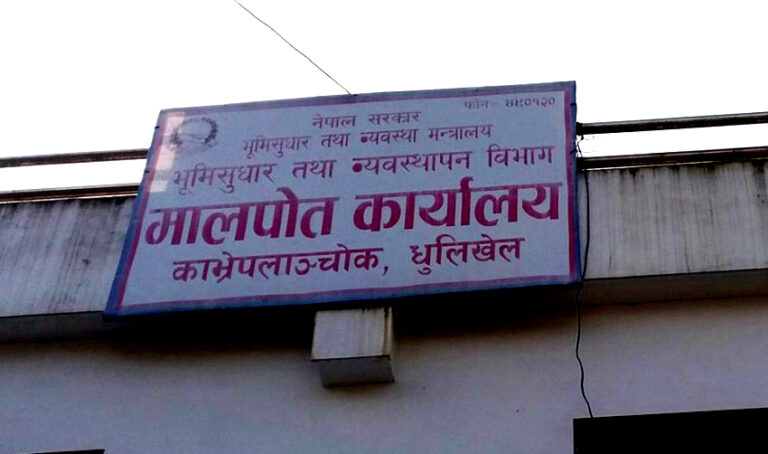 फोन– ४९०१२०
नेपाल सरकार
भूमिसुधार तथा व्यवस्था मन्त्रालय
भूमिसुधार तथा व्यवस्थापन विभाग
मालपोत कार्यालय
काभ्रेपलाञ्चोक, धुलिखेल